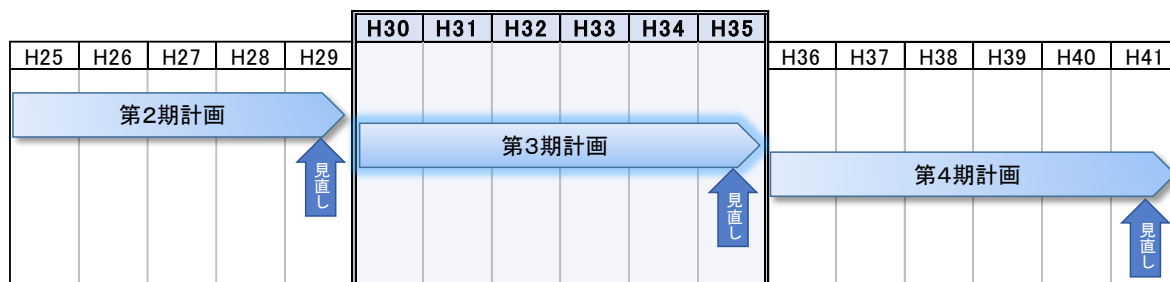 H30 H31 H32 H33 H34 H35
H25 H26 H27 H28 H29
H36 H37 H38 H39 H40 H41
第2期計画
第3期計画
第4期計画
見直し
見直し
見直し